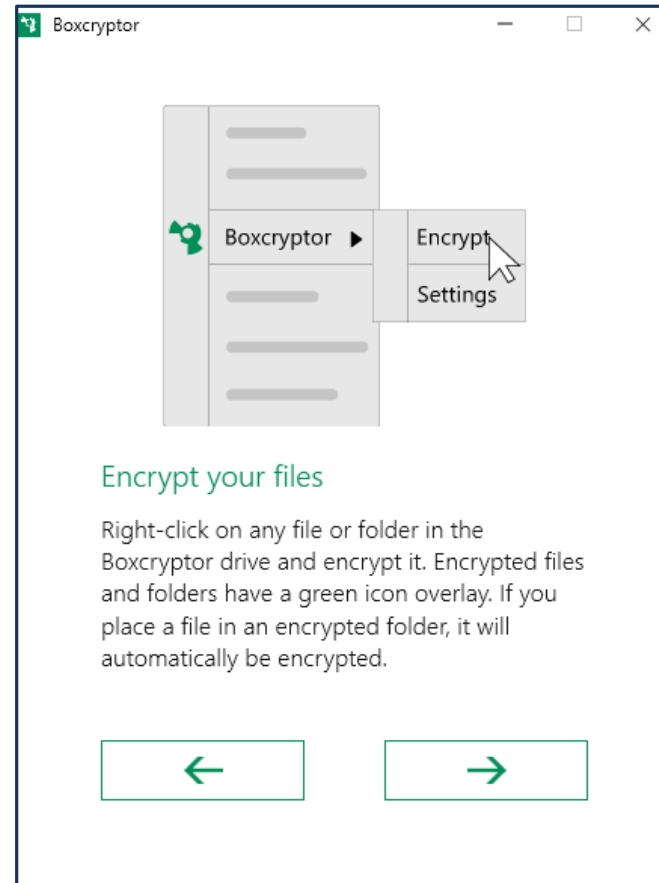 Boxcryptor
Boxcryptor
Encrypt
Settings
Encrypt your files
Right-click on any file or folder in the
Boxcryptor drive and encrypt it. Encrypted files
and folders have a green icon overlay. If you
place a file in an encrypted folder, it will
automatically be encrypted.